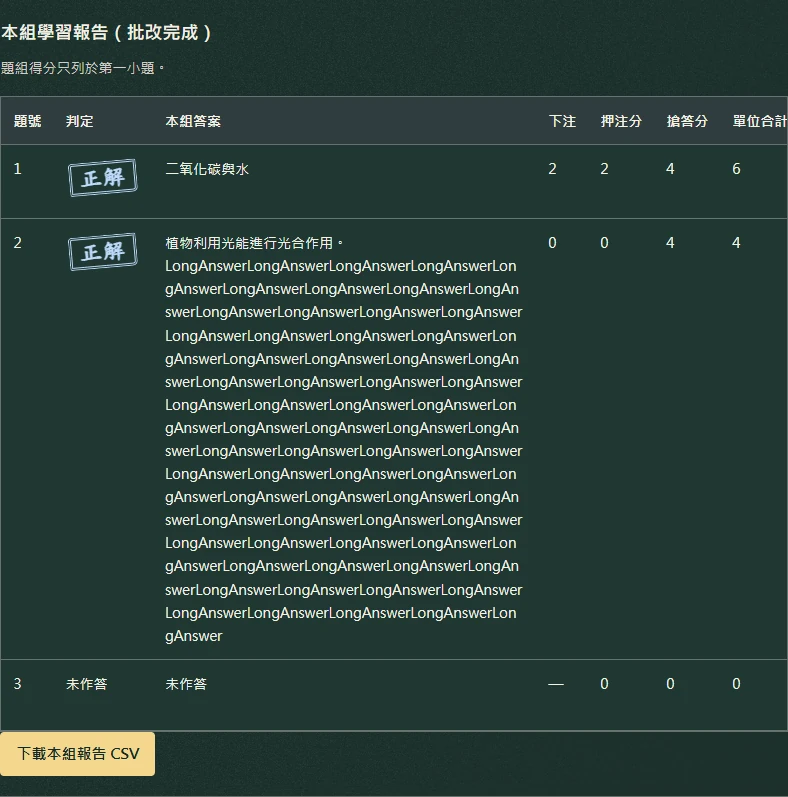 本組學習報告 ( 批改完成 )
題組得分只列於第一小題。
題號 判定 本組答案 下注 押注分 搶答分 單位合計
1 正解 二氧化碳與水 2 2 4 6
2 正解 植物利用光能進行光合作用。 0 0 4 4
LongAnswerLongAnswerLongAnswerLongAnswerLon
gAnswerLongAnswerLongAnswerLongAnswerLongAn
swerLongAnswerLongAnswerLongAnswerLongAnswer
LongAnswerLongAnswerLongAnswerLongAnswerLon
gAnswerLongAnswerLongAnswerLongAnswerLongAn
swerLongAnswerLongAnswerLongAnswerLongAnswer
LongAnswerLongAnswerLongAnswerLongAnswerLon
gAnswerLongAnswerLongAnswerLongAnswerLongAn
swerLongAnswerLongAnswerLongAnswerLongAnswer
LongAnswerLongAnswerLongAnswerLongAnswerLon
gAnswerLongAnswerLongAnswerLongAnswerLongAn
swerLongAnswerLongAnswerLongAnswerLongAnswer
LongAnswerLongAnswerLongAnswerLongAnswerLon
gAnswerLongAnswerLongAnswerLongAnswerLongAn
swerLongAnswerLongAnswerLongAnswerLongAnswer
LongAnswerLongAnswerLongAnswerLongAnswerLon
gAnswer
3 未作答 未作答 — 0 0 0
下載本組報告 CSV